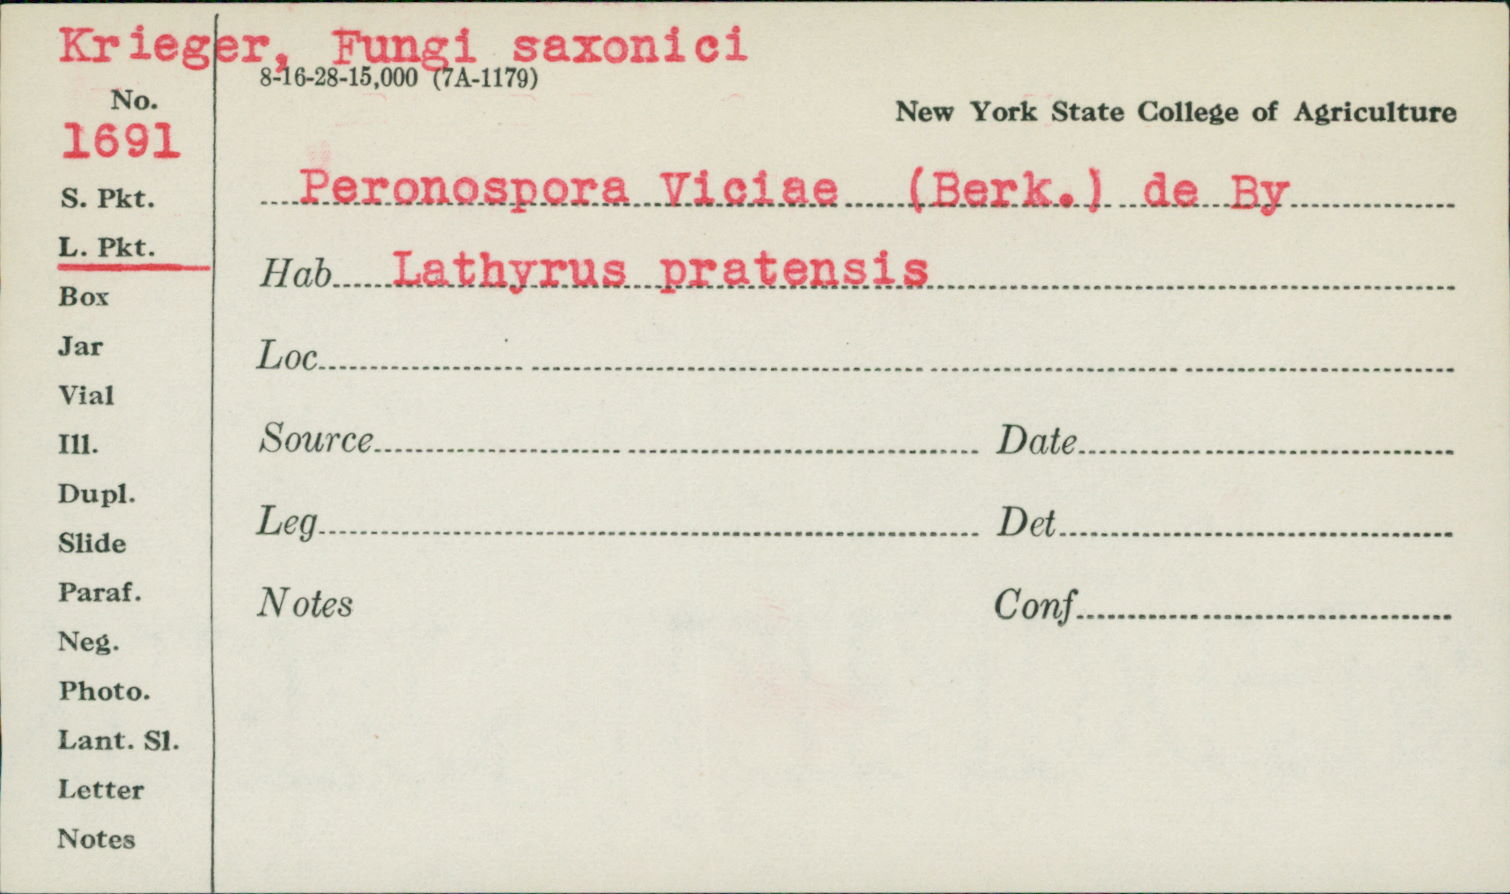 Krieger, Fungi saxonici
8-16-28-15,000 (7A-1179)
No.
New York State College of Agriculture
1691
S. Pkt.
Peronospora Viciae (Berk.) de By
L. Pkt.
Hab Lathyrus pratensis
Box
Jar
Loc
Vial
Ill.
Source Date
Dupl.
Slide
Leg Det
Paraf.
Notes Conf
Neg.
Photo.
Lant. Sl.
Letter
Notes